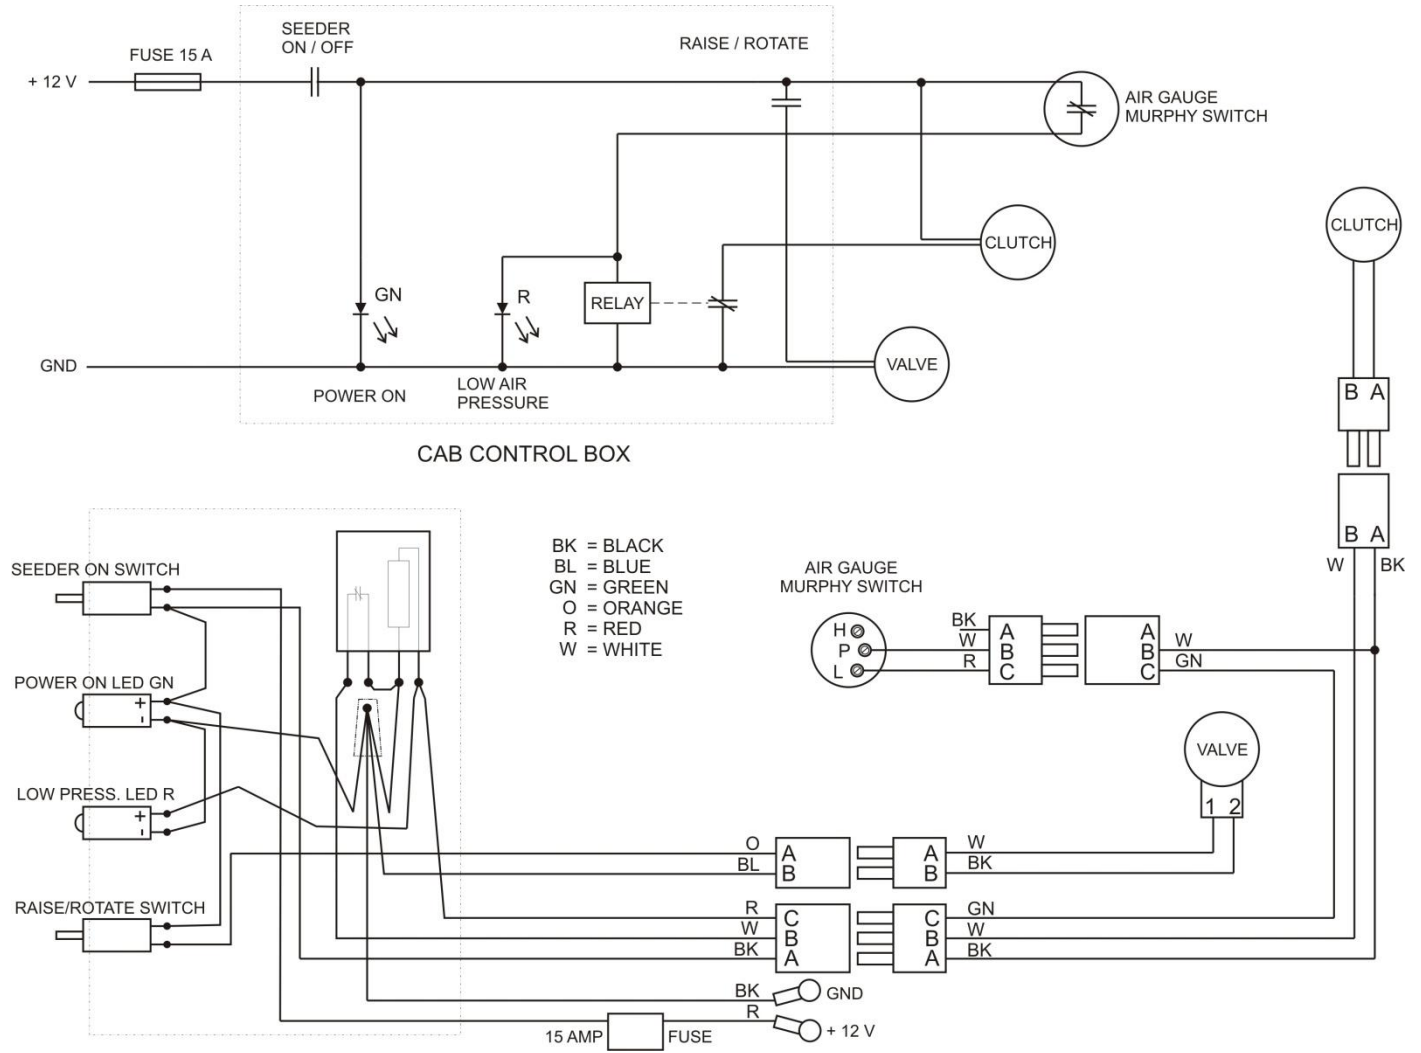 SEEDER
ON / OFF
FUSE 15 A
RAISE / ROTATE
+ 12 V
AIR GAUGE
MURPHY SWITCH
CLUTCH
CLUTCH
GN
R
RELAY
GND
VALVE
POWER ON
LOW AIR
PRESSURE
B A
CAB CONTROL BOX
B A
W
BK
BK = BLACK
BL = BLUE
GN = GREEN
O = ORANGE
R = RED
W = WHITE
SEEDER ON SWITCH
AIR GAUGE
MURPHY SWITCH
H
P
L
BK
W
R
A
B
C
A
B
C
W
GN
POWER ON LED GN
+
-
VALVE
1 2
LOW PRESS. LED R
+
-
O
BL
A
B
A
B
W
BK
RAISE/ROTATE SWITCH
R
W
BK
C
B
A
C
B
A
GN
W
BK
BK
GND
R
+ 12 V
15 AMP
FUSE